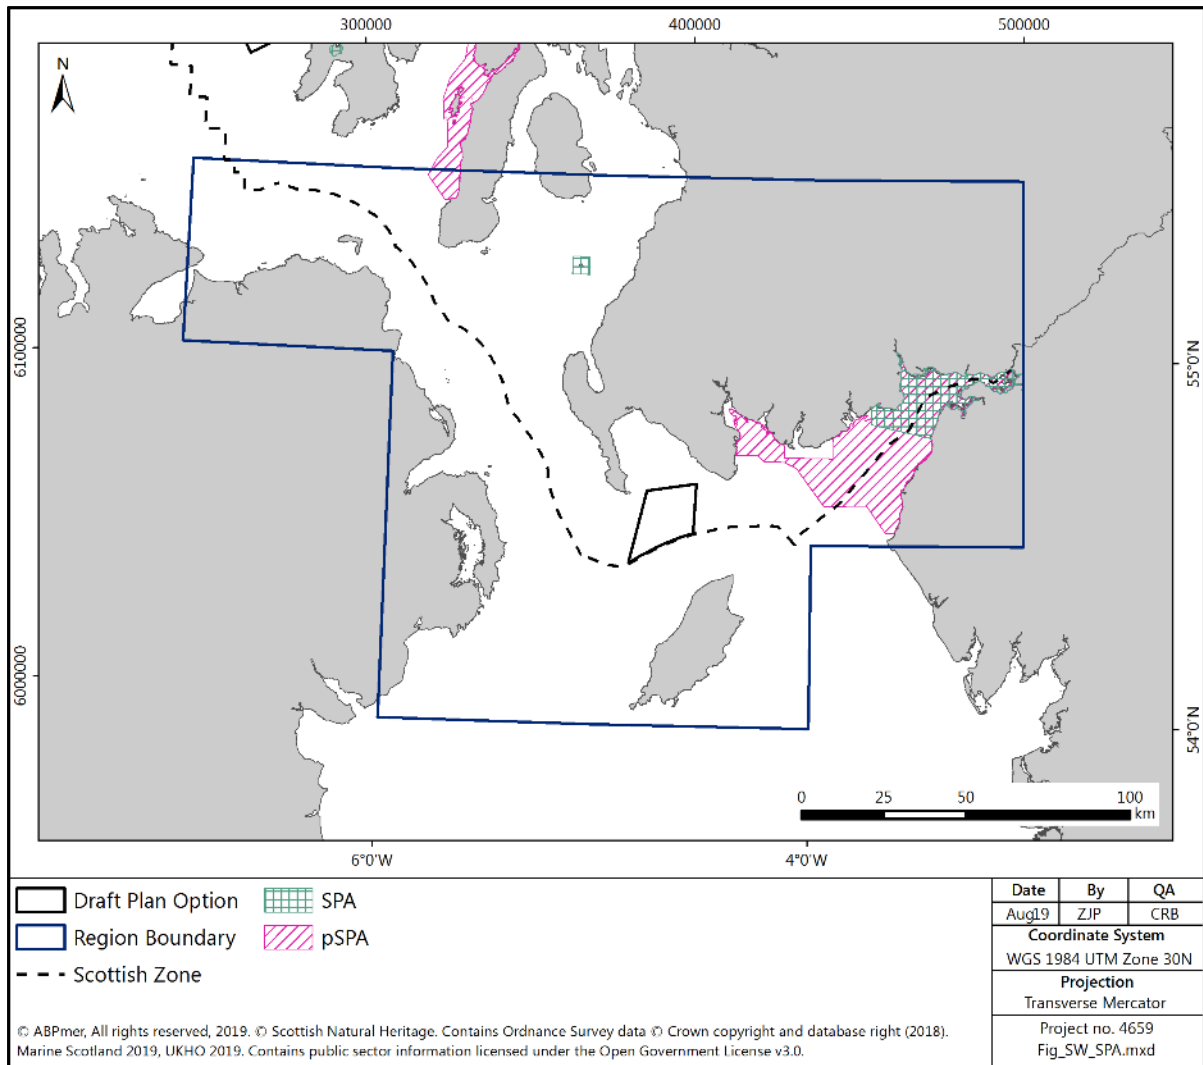 300000
400000
500000
N
6100000
55°0'N
6000000
54°0'N
0
25
50
100
km
6°0'W
4°0'W
Draft Plan Option
SPA
Region Boundary
pSPA
Scottish Zone
Date By QA
Aug19 ZJP CRB
Coordinate System
WGS 1984 UTM Zone 30N
Projection
Transverse Mercator
Project no. 4659
Fig_SW_SPA.mxd
© ABPmer, All rights reserved, 2019. © Scottish Natural Heritage. Contains Ordnance Survey data © Crown copyright and database right (2018).
Marine Scotland 2019, UKHO 2019. Contains public sector information licensed under the Open Government License v3.0.